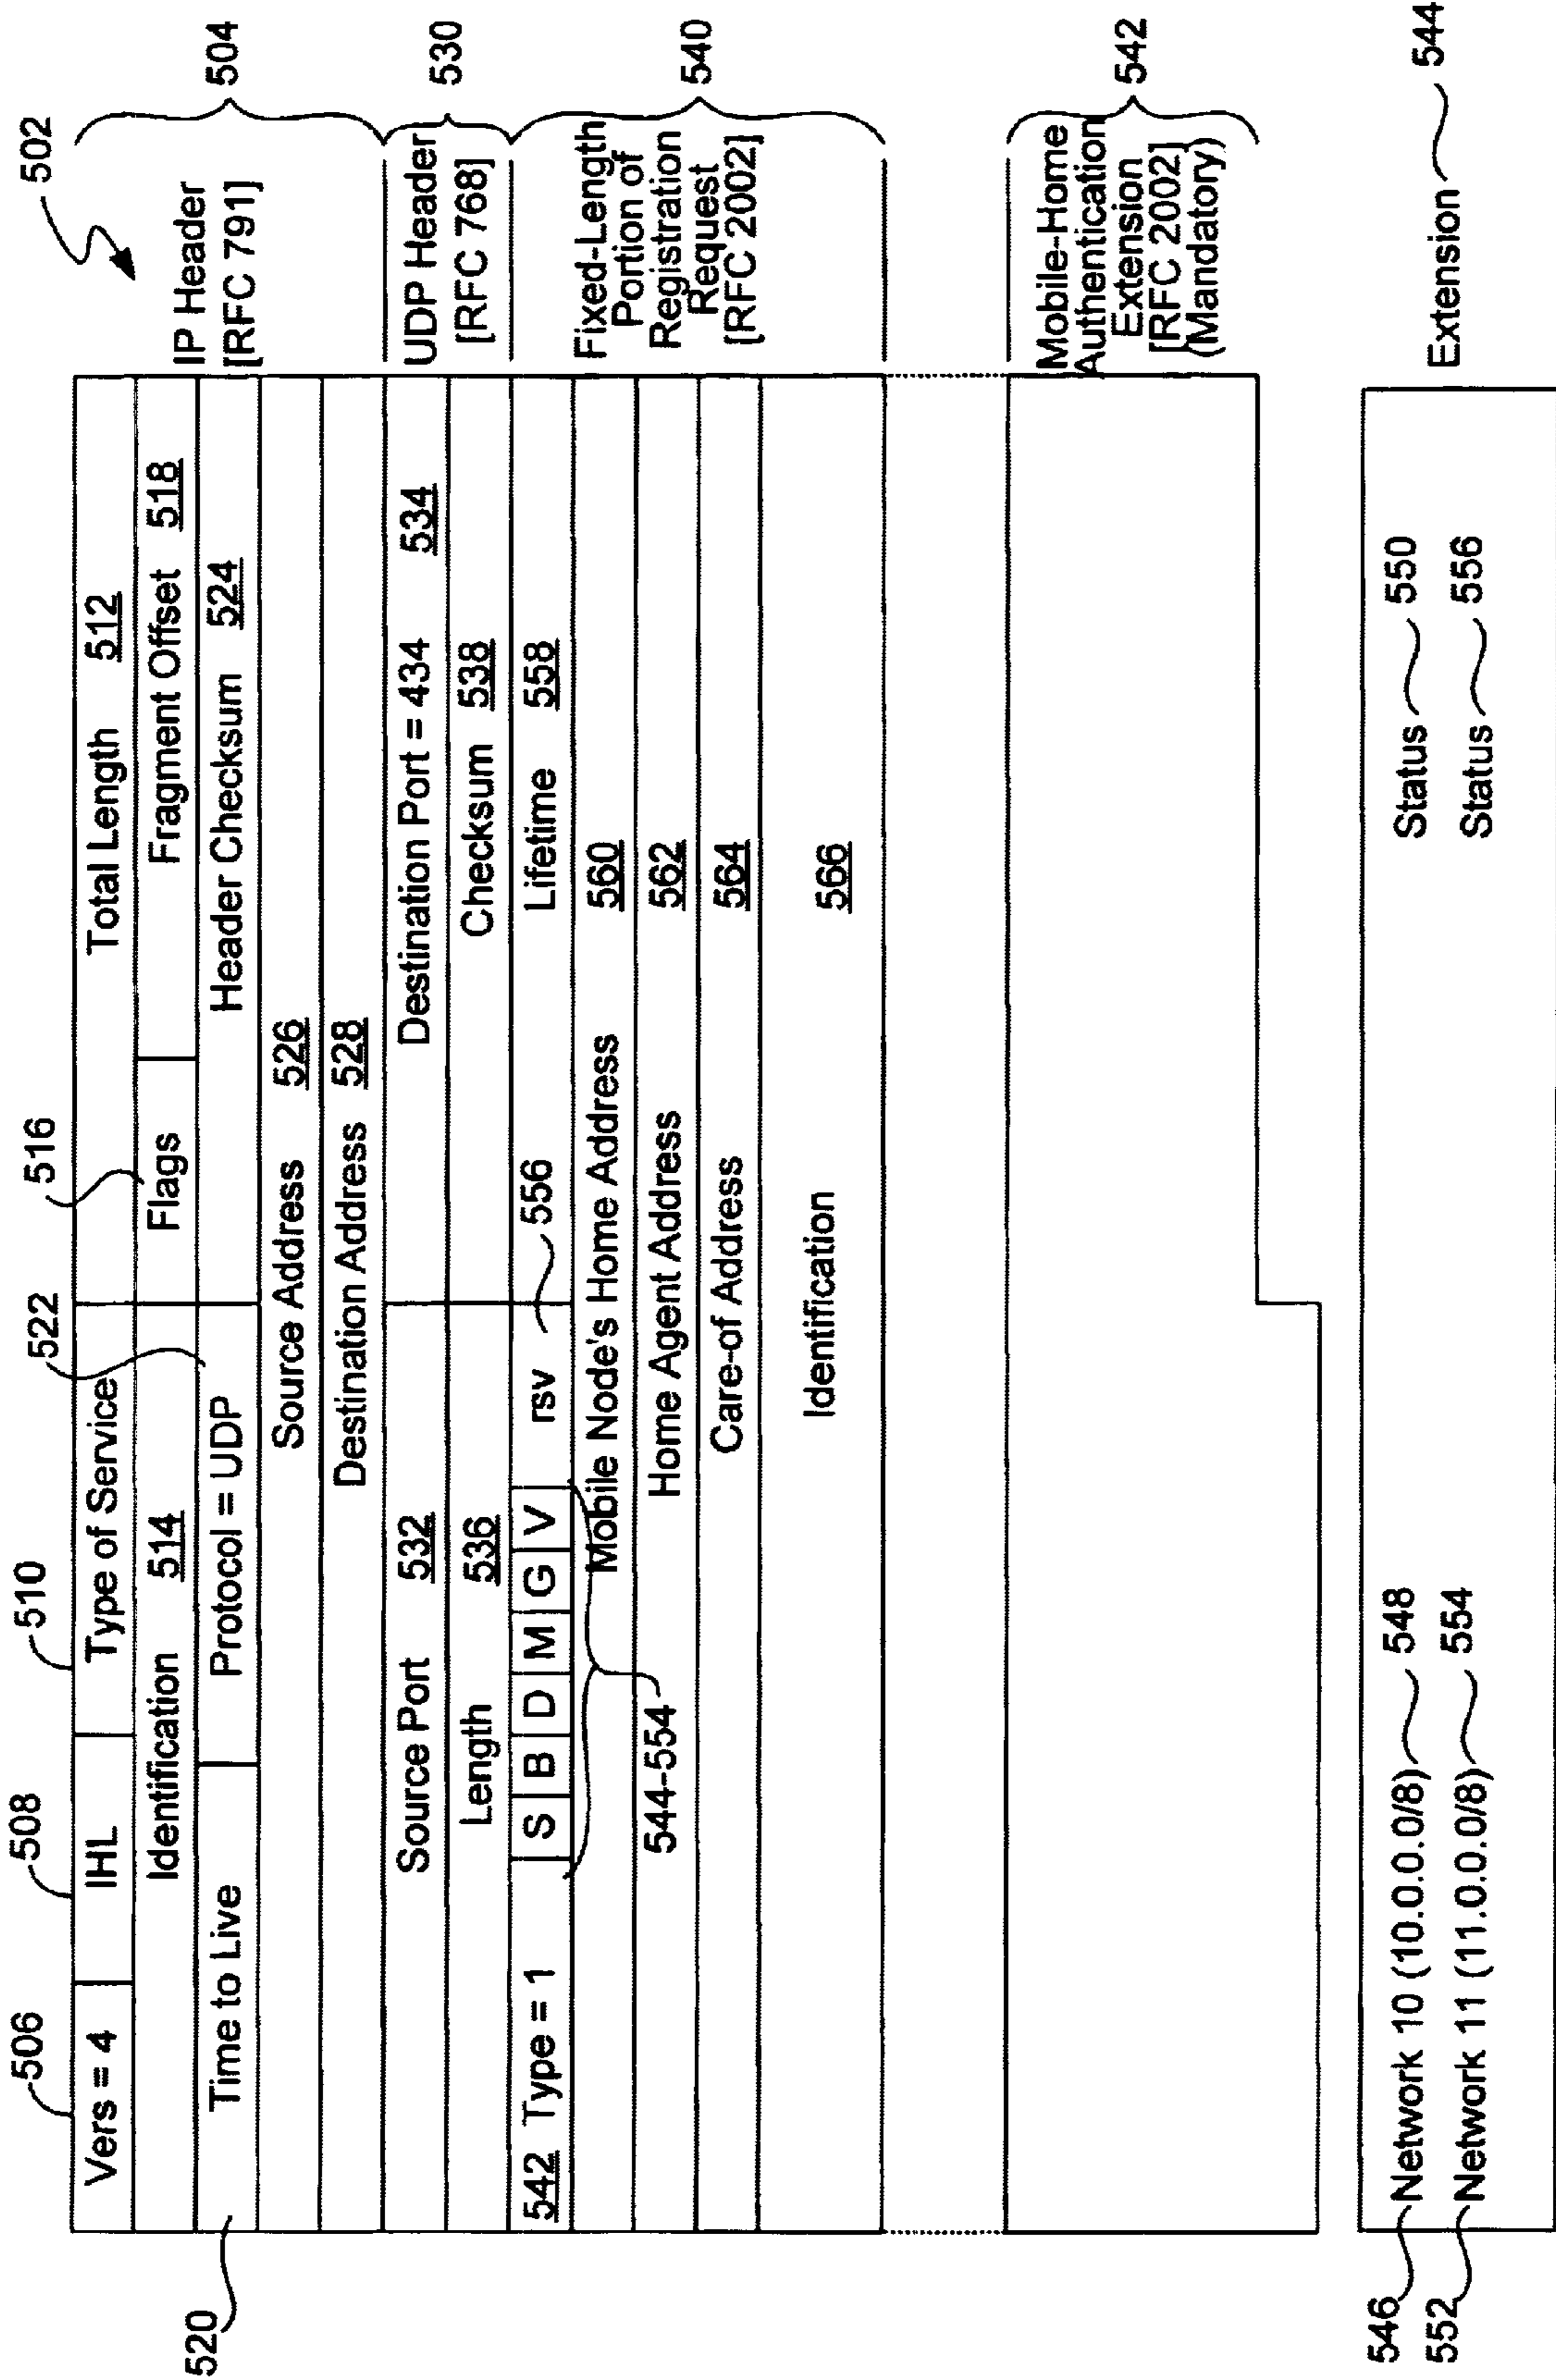 502
506
508
510
522
516
Vers = 4 IHL Type of Service Total Length 512
Identification 514 Flags Fragment Offset 518
520
Time to Live Protocol = UDP Header Checksum 524
Source Address 526
Destination Address 528
IP Header
[RFC 791]
504
Source Port 532 Destination Port = 434 534
Length 536 Checksum 538
UDP Header
[RFC 768]
530
542 Type = 1 S B D M G V rsv 556 Lifetime 558
544-554
Mobile Node's Home Address 560
Home Agent Address 562
Care-of Address 564
Identification 566
Fixed-Length
Portion of
Registration
Request
[RFC 2002]
540
Mobile-Home
Authentication
Extension
[RFC 2002]
(Mandatory)
542
546 Network 10 (10.0.0.0/8) 548 Status 550
552 Network 11 (11.0.0.0/8) 554 Status 556
Extension 544